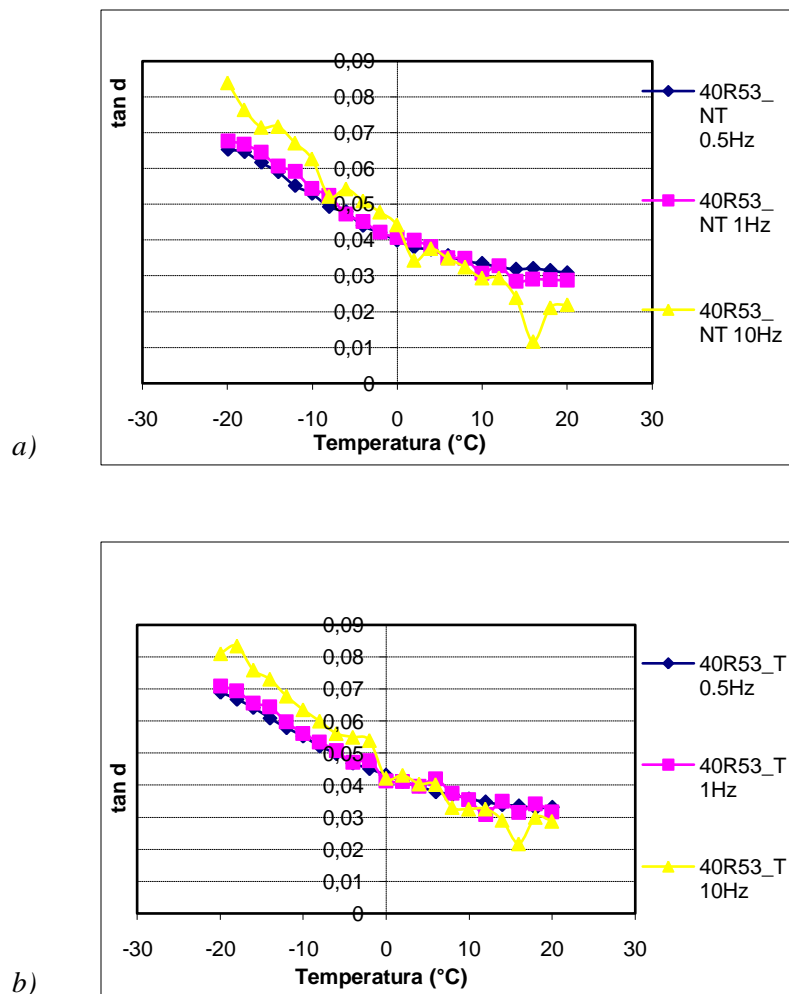 tan d
0,09
0,08
0,07
0,06
0,05
0,04
0,03
0,02
0,01
0
-30 -20 -10 0 10 20 30
Temperatura (°C)
40R53_
NT
0.5Hz
40R53_
NT 1Hz
40R53_
NT 10Hz
a)
tan d
0,09
0,08
0,07
0,06
0,05
0,04
0,03
0,02
0,01
0
-30 -20 -10 0 10 20 30
Temperatura (°C)
40R53_T
0.5Hz
40R53_T
1Hz
40R53_T
10Hz
b)